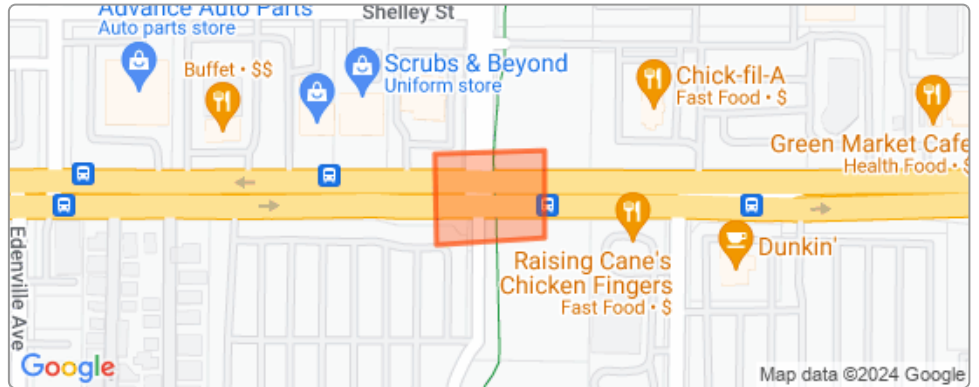 Advance Auto Parts
Auto parts store
Shelley St
Buffet • $$
Scrubs & Beyond
Uniform store
Chick-fil-A
Fast Food • $
Green Market Cafe
Health Food • $
Edenville Ave
Raising Cane's
Chicken Fingers
Fast Food • $
Dunkin'
Google
Map data ©2024 Google